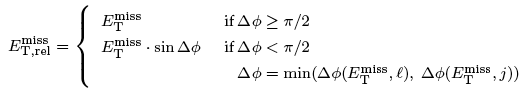 E_T^miss if Δϕ ≥ π/2
E_T,rel^miss = { E_T^miss · sin Δϕ if Δϕ < π/2
Δϕ = min(Δϕ(E_T^miss, ℓ), Δϕ(E_T^miss, j))